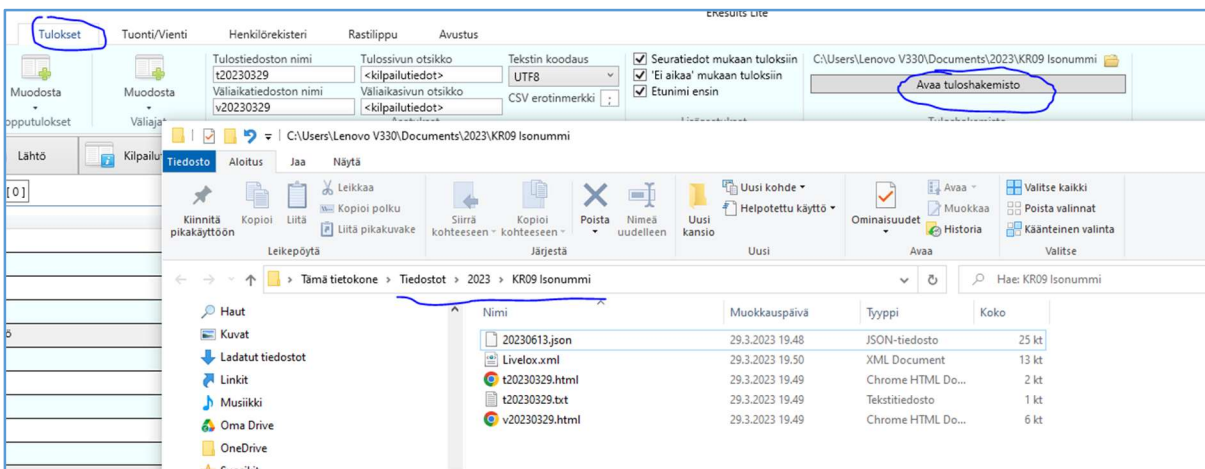 EResults Lite
Tulokset Tuonti/Vienti Henkilörekisteri Rastilippu Avustus
Tulostiedoston nimi Tulossivun otsikko Tekstin koodaus Seuratiedot mukaan tuloksiin C:\Users\Lenovo V330\Documents\2023\KR09 Isonummi
t20230329 <kilpailutiedot> UTF8 'Ei aikaa' mukaan tuloksiin Avaa tuloshakemisto
Muodosta Muodosta Väliaikatiedoston nimi Väliaikasivun otsikko CSV erotinmerkki ; Etunimi ensin
v20230329 <kilpailutiedot>
opputulokset Väliajat
C:\Users\Lenovo V330\Documents\2023\KR09 Isonummi
Lähtö Kilpailu
Tiedosto Aloitus Jaa Näytä
[ 0 ]
Kiinnitä pikakäyttöön Kopioi Liitä Leikkaa
Kopioi polku
Liitä pikakuvake
Siirrä kohteeseen Kopioi kohteeseen Poista Nimeä uudelleen
Uusi kansio Uusi kohde
Helpotettu käyttö
Ominaisuudet Avaa
Muokkaa
Historia
Valitse kaikki
Poista valinnat
Käänteinen valinta
Leikepöytä Järjestä Uusi Avaa Valitse
Tämä tietokone > Tiedostot > 2023 > KR09 Isonummi Hae: KR09 Isonummi
Haut Nimi Muokkauspäivä Tyyppi Koko
Kuvat 20230613.json 29.3.2023 19.48 JSON-tiedosto 25 kt
Ladatut tiedostot Livelox.xml 29.3.2023 19.50 XML Document 13 kt
Linkit t20230329.html 29.3.2023 19.49 Chrome HTML Do... 2 kt
Musiikki t20230329.txt 29.3.2023 19.49 Tekstitiedosto 1 kt
Oma Drive v20230329.html 29.3.2023 19.49 Chrome HTML Do... 6 kt
OneDrive